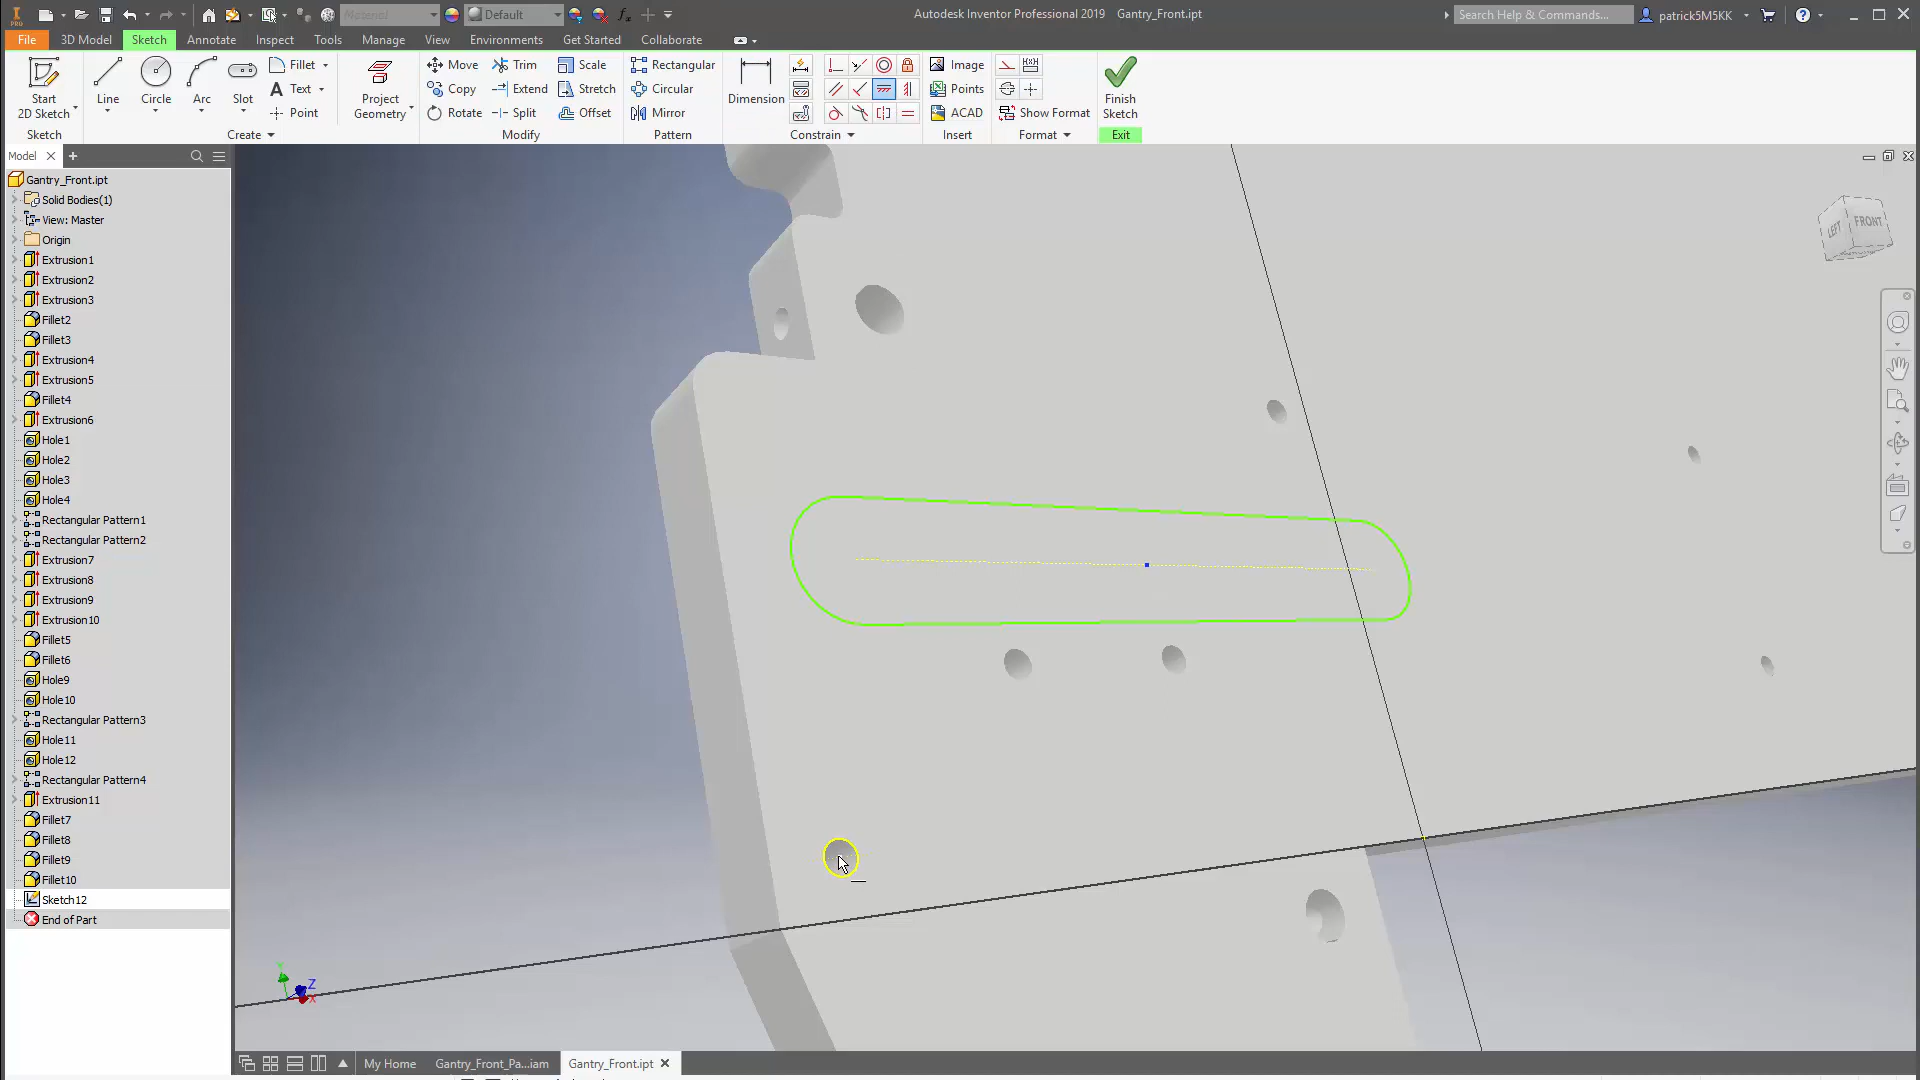 PRO
Material
Default
Autodesk Inventor Professional 2019 Gantry_Front.ipt
Search Help & Commands...
patrick5M5KK
File
3D Model
Sketch
Annotate
Inspect
Tools
Manage
View
Environments
Get Started
Collaborate
Start
2D Sketch
Line
Circle
Arc
Slot
Fillet
Text
Point
Project
Geometry
Move
Copy
Rotate
Trim
Extend
Split
Scale
Stretch
Offset
Rectangular
Circular
Mirror
Dimension
Image
Points
ACAD
Show Format
Finish
Sketch
Sketch
Create
Modify
Pattern
Constrain
Insert
Format
Exit
Model
Gantry_Front.ipt
Solid Bodies(1)
View: Master
Origin
Extrusion1
Extrusion2
Extrusion3
Fillet2
Fillet3
Extrusion4
Extrusion5
Fillet4
Extrusion6
Hole1
Hole2
Hole3
Hole4
Rectangular Pattern1
Rectangular Pattern2
Extrusion7
Extrusion8
Extrusion9
Extrusion10
Fillet5
Fillet6
Hole9
Hole10
Rectangular Pattern3
Hole11
Hole12
Rectangular Pattern4
Extrusion11
Fillet7
Fillet8
Fillet9
Fillet10
Sketch12
End of Part
LEFT
FRONT
Y
Z
X
My Home
Gantry_Front_Pa...iam
Gantry_Front.ipt